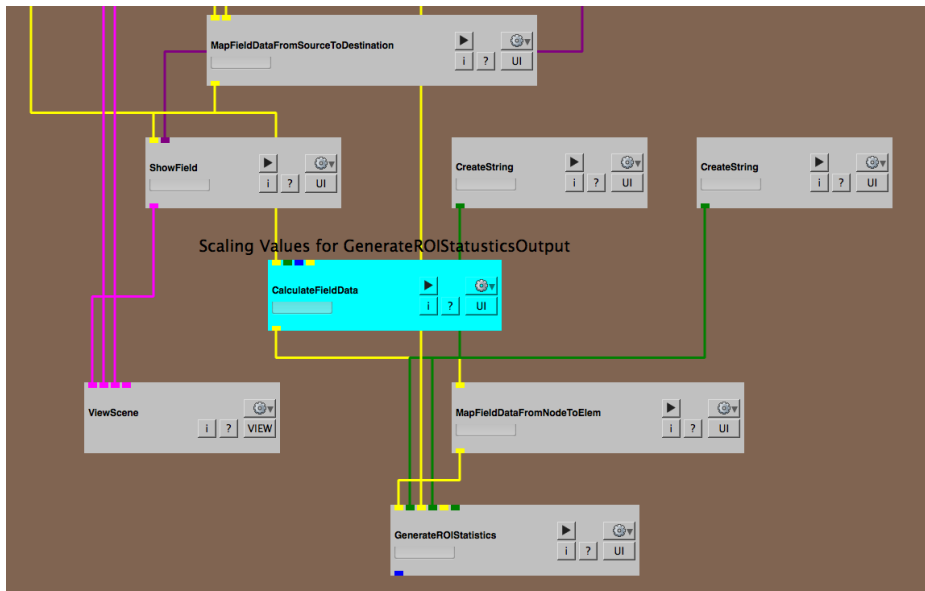 MapFieldDataFromSourceToDestination
i ? UI
ShowField
i ? UI
CreateString
i ? UI
CreateString
i ? UI
Scaling Values for GenerateROIStatusticsOutput
CalculateFieldData
i ? UI
ViewScene
i ? VIEW
MapFieldDataFromNodeToElem
i ? UI
GenerateROIStatistics
i ? UI